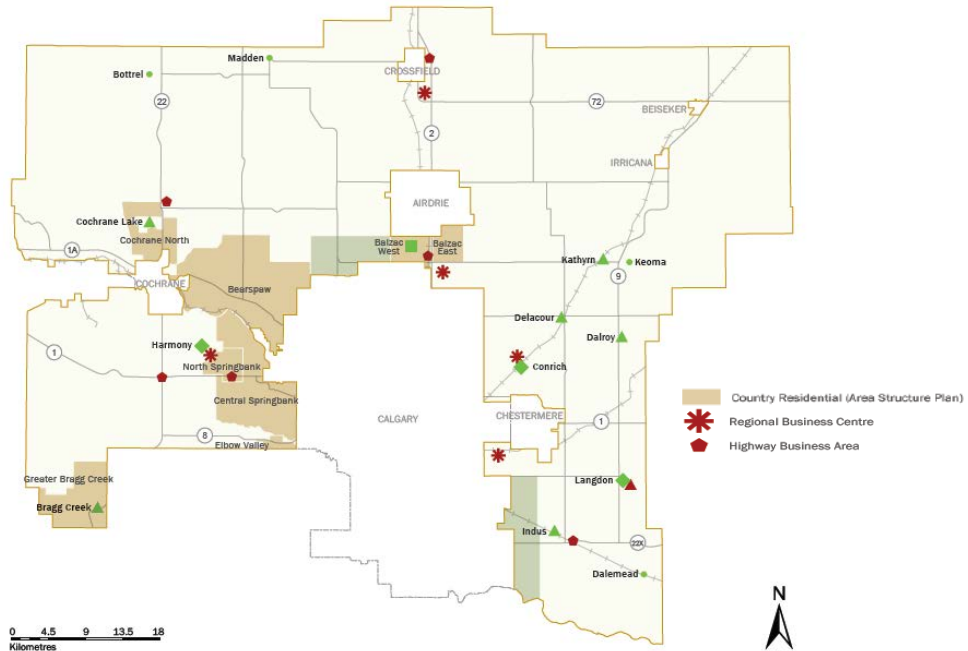 Madden
Bottrel
CROSSFIELD
22
72
BEISEKER
2
IRRICANA
AIRDRIE
Cochrane Lake
Cochrane North
1A
Balzac
West
Balzac
East
Kathyrn
Keoma
9
COCHRANE
Bearspaw
Delacour
Dalroy
Harmony
1
North Springbank
Conrich
Central Springbank
CALGARY
CHESTERMERE
1
Country Residential (Area Structure Plan)
Regional Business Centre
Highway Business Area
8
Elbow Valley
Greater Bragg Creek
Bragg Creek
Langdon
Indus
22X
Dalemead
N
0 4.5 9 13.5 18
Kilometres